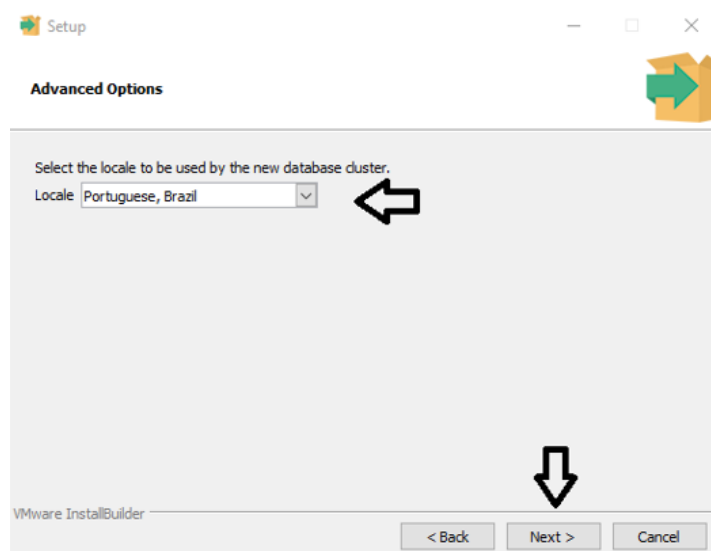 Setup
Advanced Options
Select the locale to be used by the new database cluster.
Locale Portuguese, Brazil
VMware InstallBuilder
< Back Next > Cancel